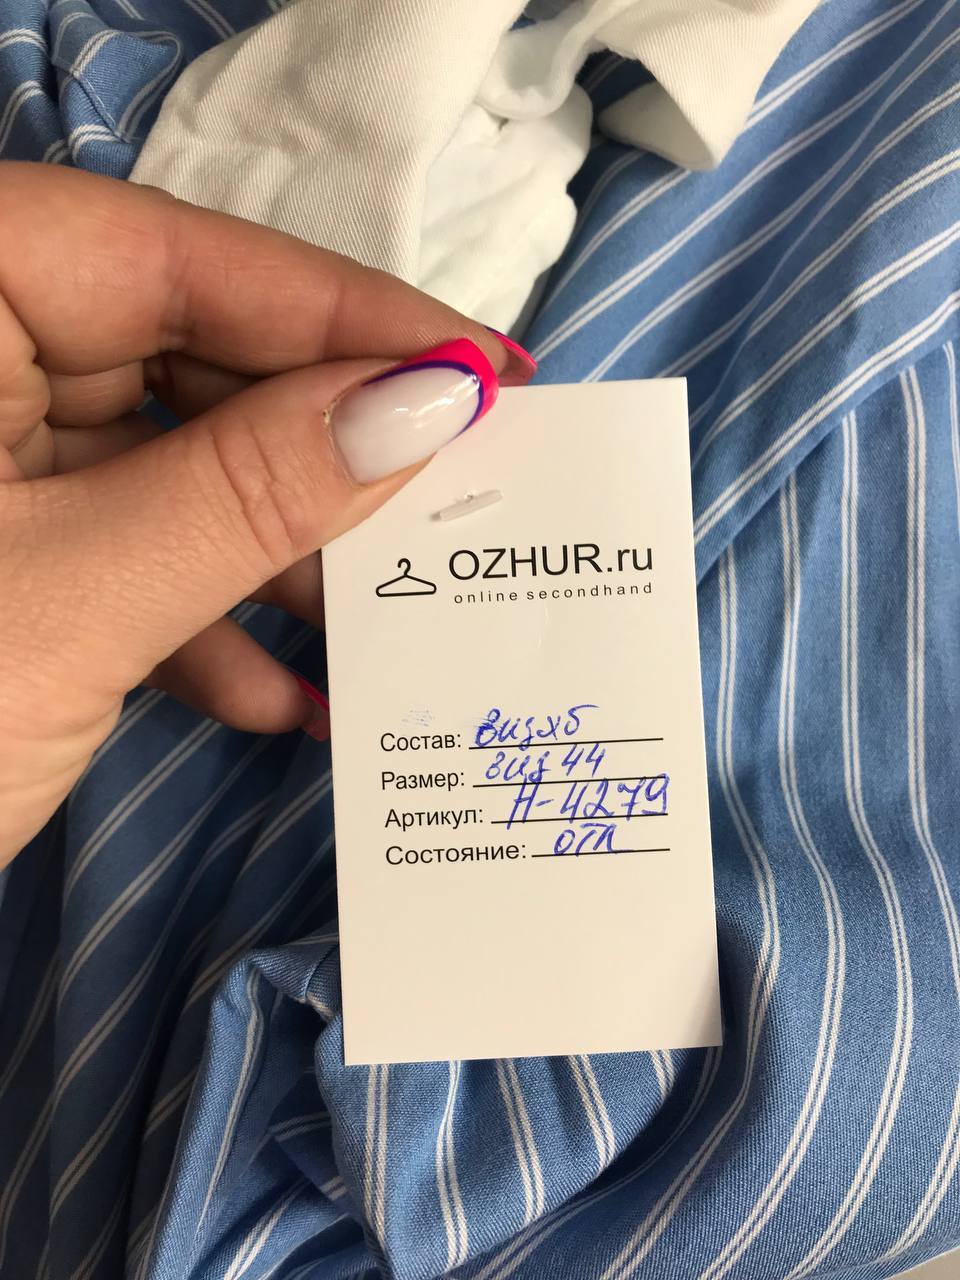 OZHUR.ru
online secondhand
Состав: виз хб
Размер: виз 44
Артикул: Н-4279
Состояние: отл